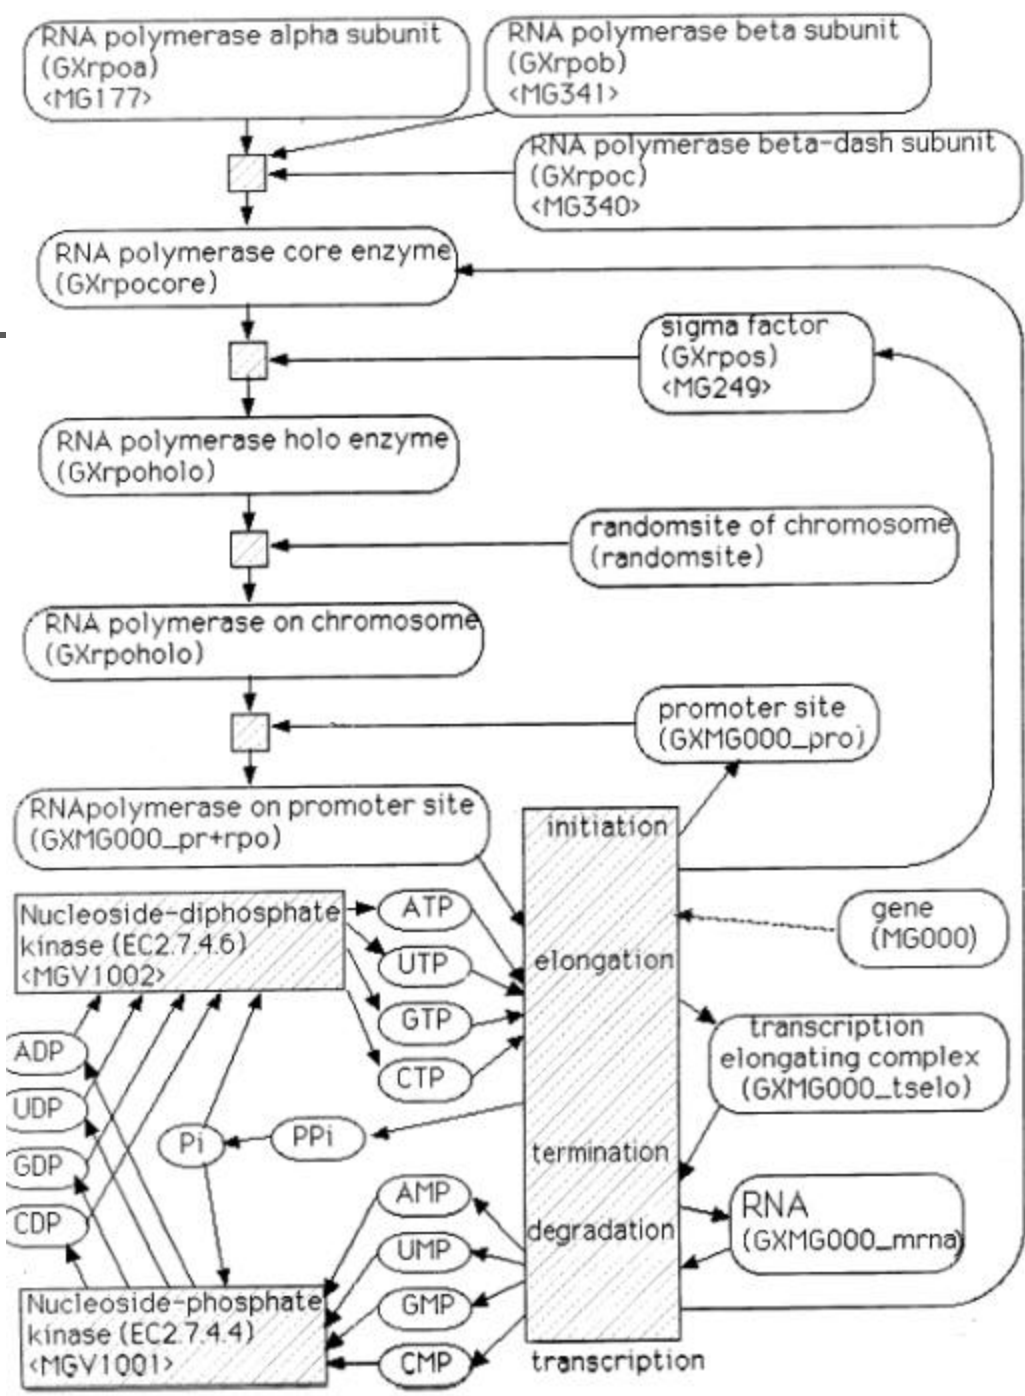 RNA polymerase alpha subunit
(GXrpoa)
<MG177>
RNA polymerase beta subunit
(GXrpob)
<MG341>
RNA polymerase beta-dash subunit
(GXrpoc)
<MG340>
RNA polymerase core enzyme
(GXrpocore)
sigma factor
(GXrpos)
<MG249>
RNA polymerase holo enzyme
(GXrpoholo)
randomsite of chromosome
(randomsite)
RNA polymerase on chromosome
(GXrpoholo)
promoter site
(GXMG000_pro)
RNApolymerase on promoter site
(GXMG000_pr+rpo)
initiation
Nucleoside-diphosphate
kinase (EC2.7.4.6)
<MGV1002>
ATP
UTP
GTP
CTP
elongation
gene
(MG000)
transcription
elongating complex
(GXMG000_tselo)
ADP
UDP
GDP
CDP
Pi
PPi
termination
degradation
RNA
(GXMG000_mrna)
AMP
UMP
GMP
CMP
Nucleoside-phosphate
kinase (EC2.7.4.4)
<MGV1001>
transcription